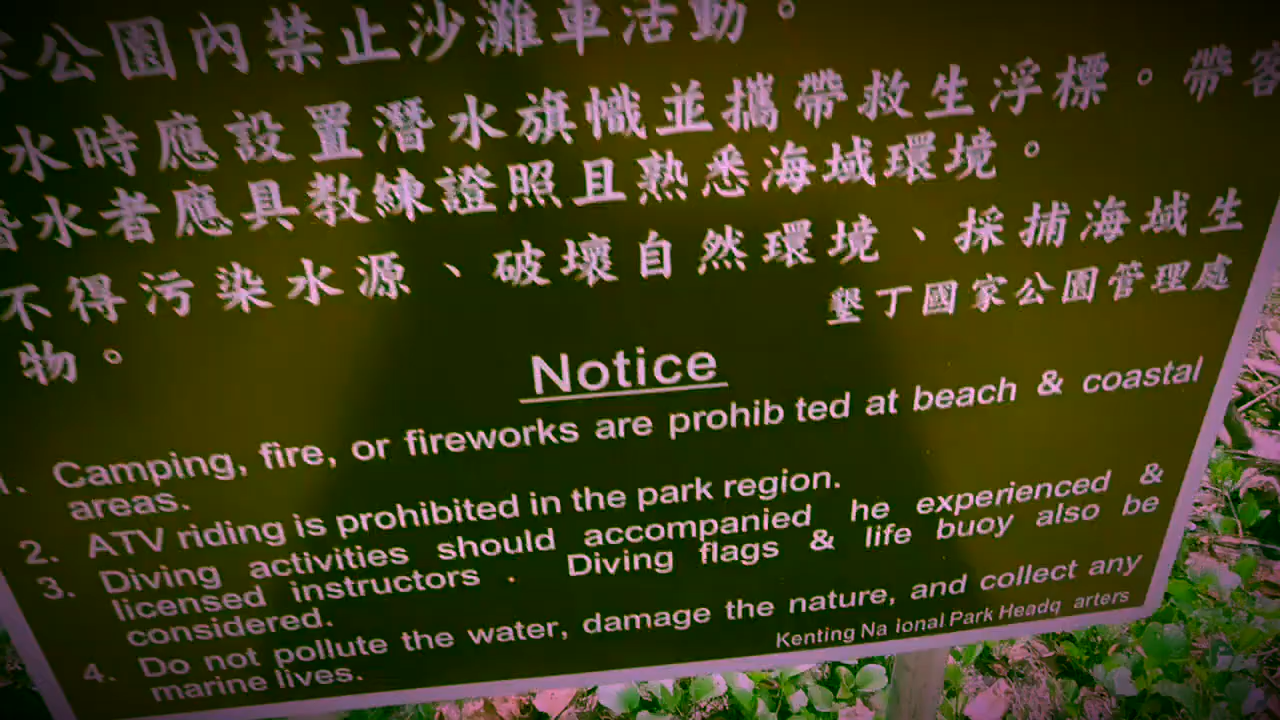 公園內禁止沙灘車活動。
水時應設置潛水旗幟並攜帶救生浮標。帶客
潛水者應具教練證照且熟悉海域環境。
不得污染水源、破壞自然環境、採捕海域生
物。
墾丁國家公園管理處
Notice
1. Camping, fire, or fireworks are prohib ted at beach & coastal
areas.
2. ATV riding is prohibited in the park region.
3. Diving activities should accompanied he experienced &
licensed instructors . Diving flags & life buoy also be
considered.
4. Do not pollute the water, damage the nature, and collect any
marine lives.
Kenting Na ional Park Headq arters